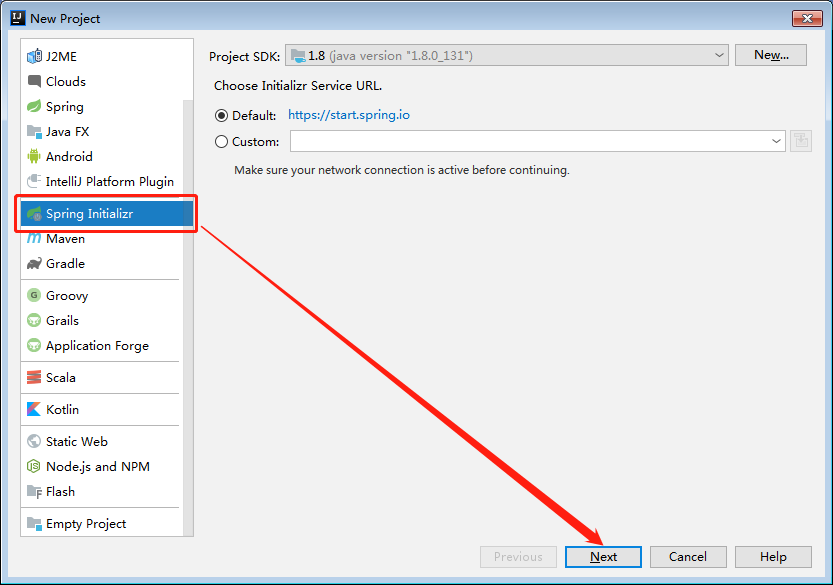 New Project
J2ME
Clouds
Spring
Java FX
Android
IntelliJ Platform Plugin
Spring Initializr
Maven
Gradle
Groovy
Grails
Application Forge
Scala
Kotlin
Static Web
Node.js and NPM
Flash
Empty Project
Project SDK: 1.8 (java version "1.8.0_131") New...
Choose Initializr Service URL.
Default: https://start.spring.io
Custom:
Make sure your network connection is active before continuing.
Previous Next Cancel Help